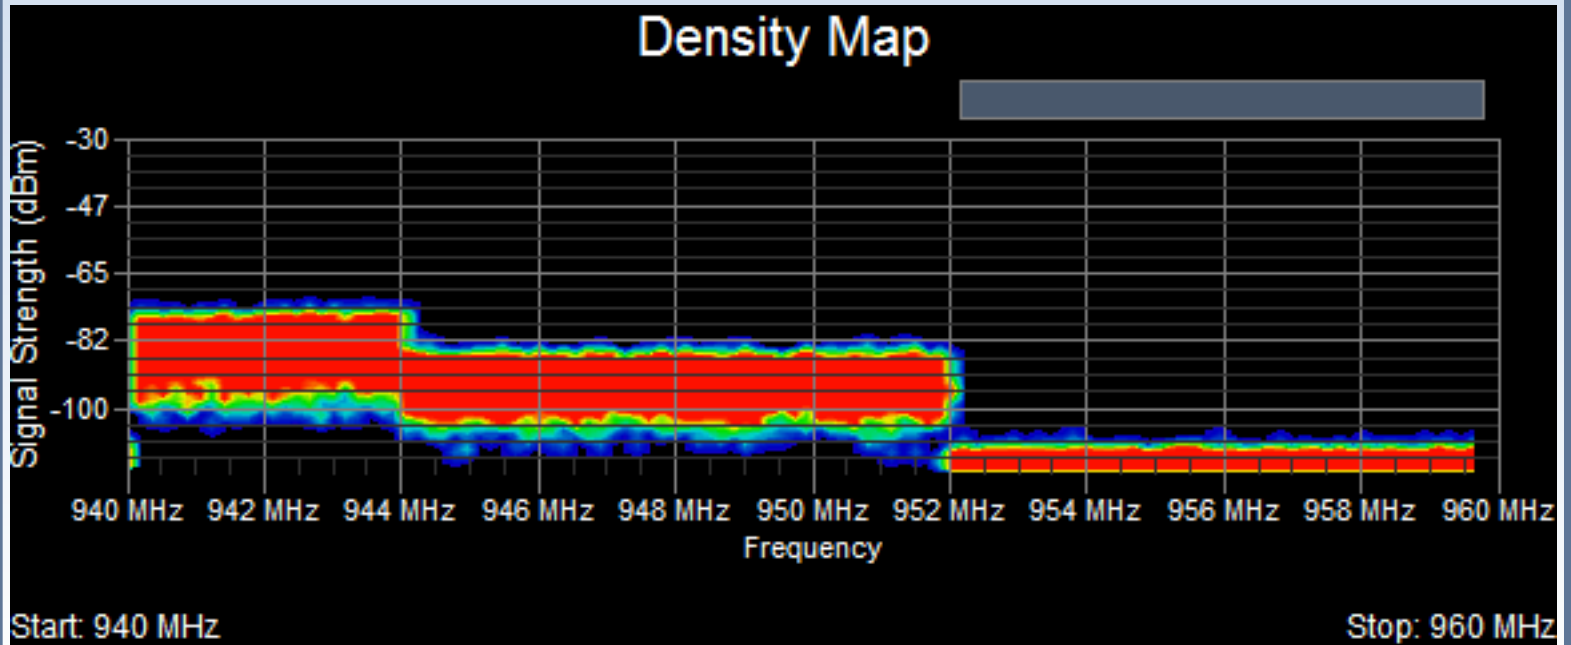 Density Map
Signal Strength (dBm)
-30
-47
-65
-82
-100
940 MHz 942 MHz 944 MHz 946 MHz 948 MHz 950 MHz 952 MHz 954 MHz 956 MHz 958 MHz 960 MHz
Frequency
Start: 940 MHz Stop: 960 MHz